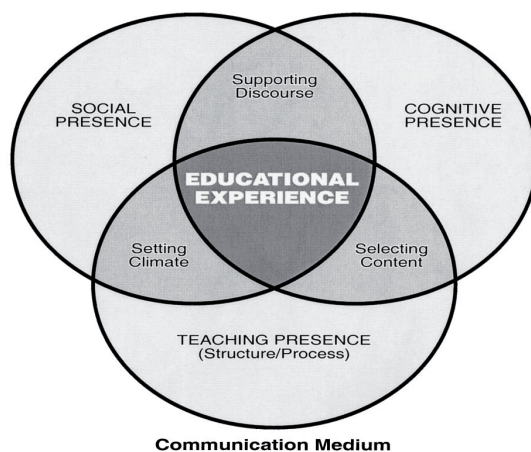 Supporting
Discourse
SOCIAL
PRESENCE
COGNITIVE
PRESENCE
EDUCATIONAL
EXPERIENCE
Setting
Climate
Selecting
Content
TEACHING PRESENCE
(Structure/Process)
Communication Medium